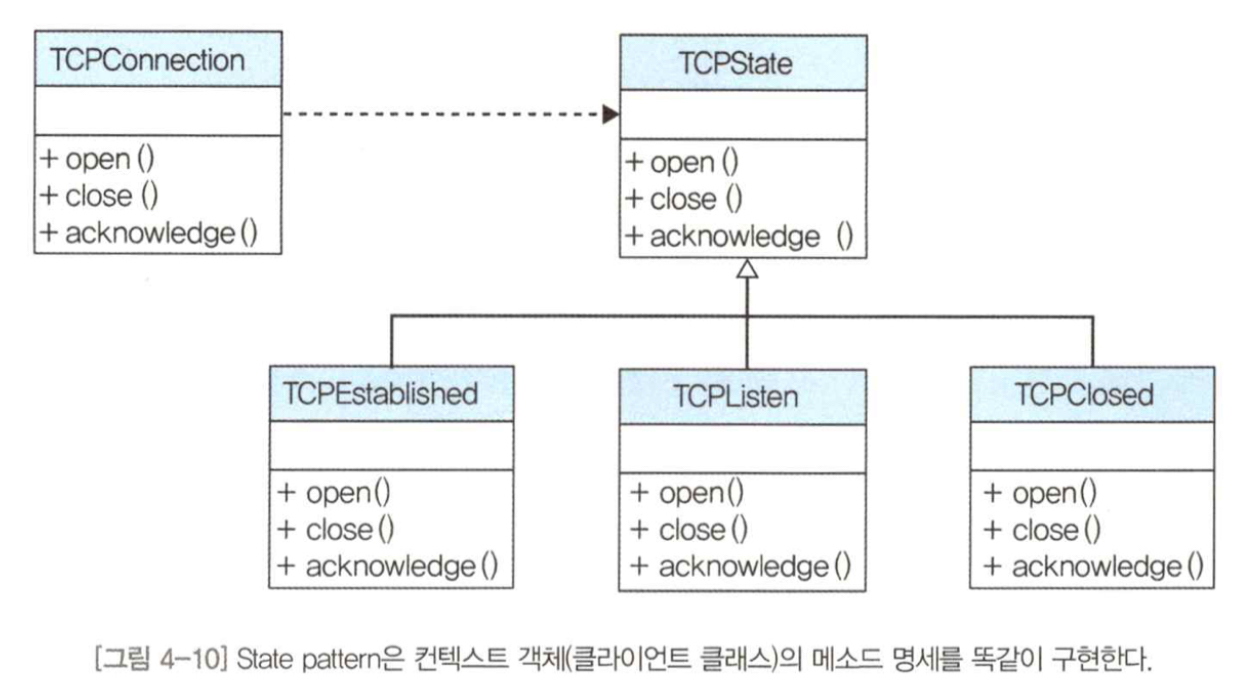 TCPConnection
+ open ()
+ close ()
+ acknowledge ()
TCPState
+ open ()
+ close ()
+ acknowledge ()
TCPEstablished
+ open()
+ close ()
+ acknowledge ()
TCPListen
+ open()
+ close ()
+ acknowledge ()
TCPClosed
+ open()
+ close ()
+ acknowledge ()
[그림 4-10] State pattern은 컨텍스트 객체(클라이언트 클래스)의 메소드 명세를 똑같이 구현한다.